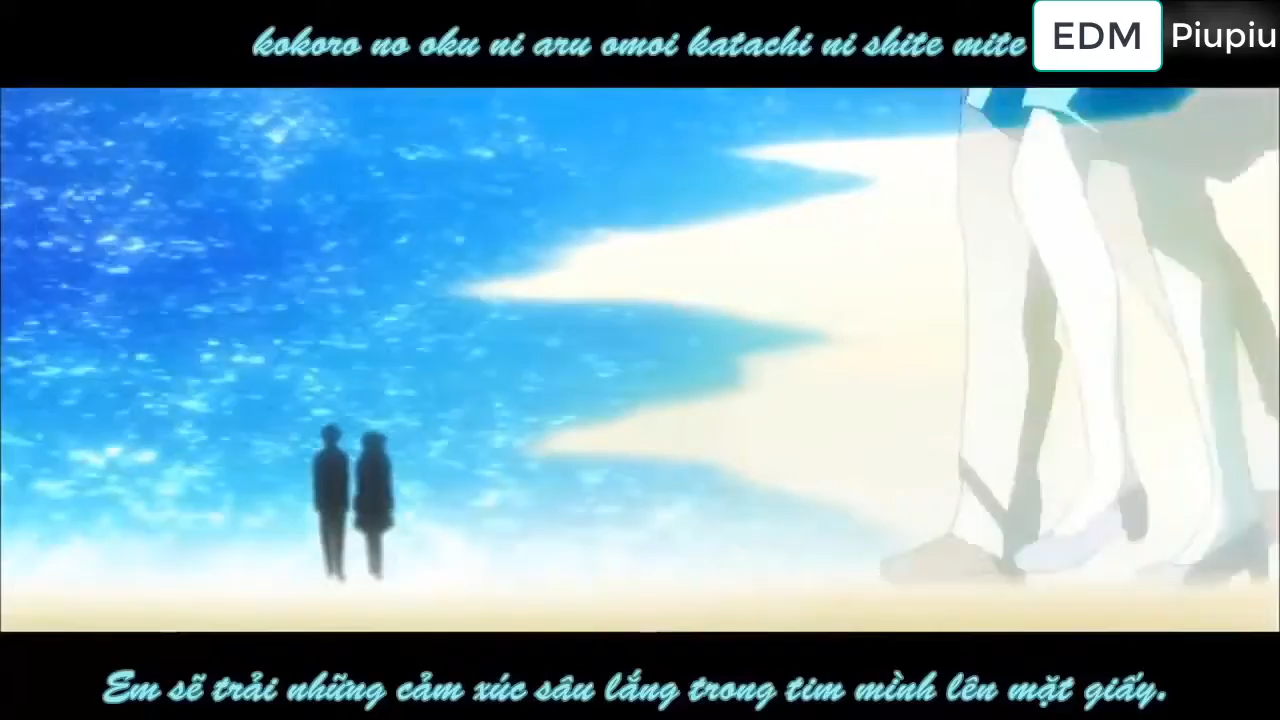 kokoro no oku ni aru omoi katachi ni shite mite
EDM Piupiu
Em sẽ trải những cảm xúc sâu lắng trong tim mình lên mặt giấy.